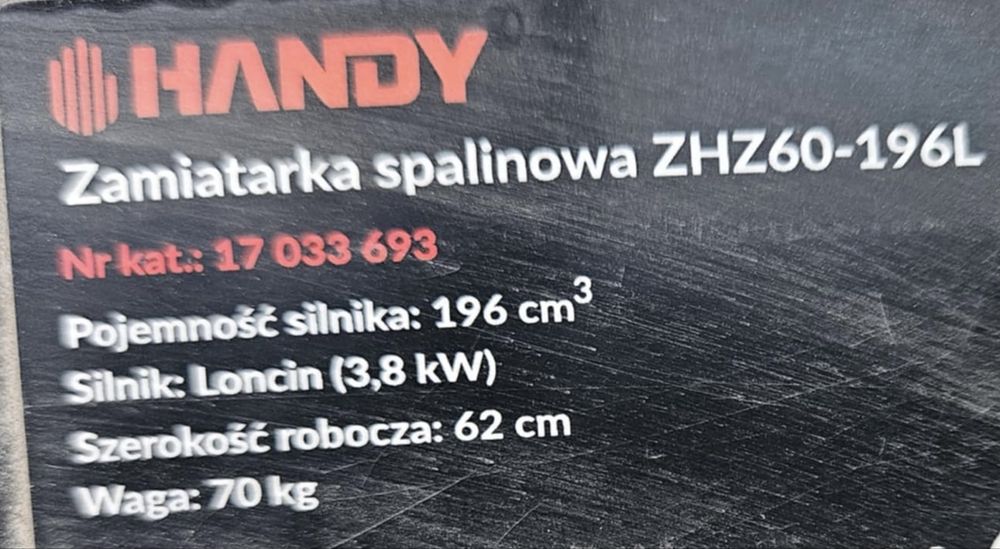 HANDY
Zamiatarka spalinowa ZHZ60-196L
Nr kat.: 17 033 693
Pojemność silnika: 196 cm³
Silnik: Loncin (3,8 kW)
Szerokość robocza: 62 cm
Waga: 70 kg